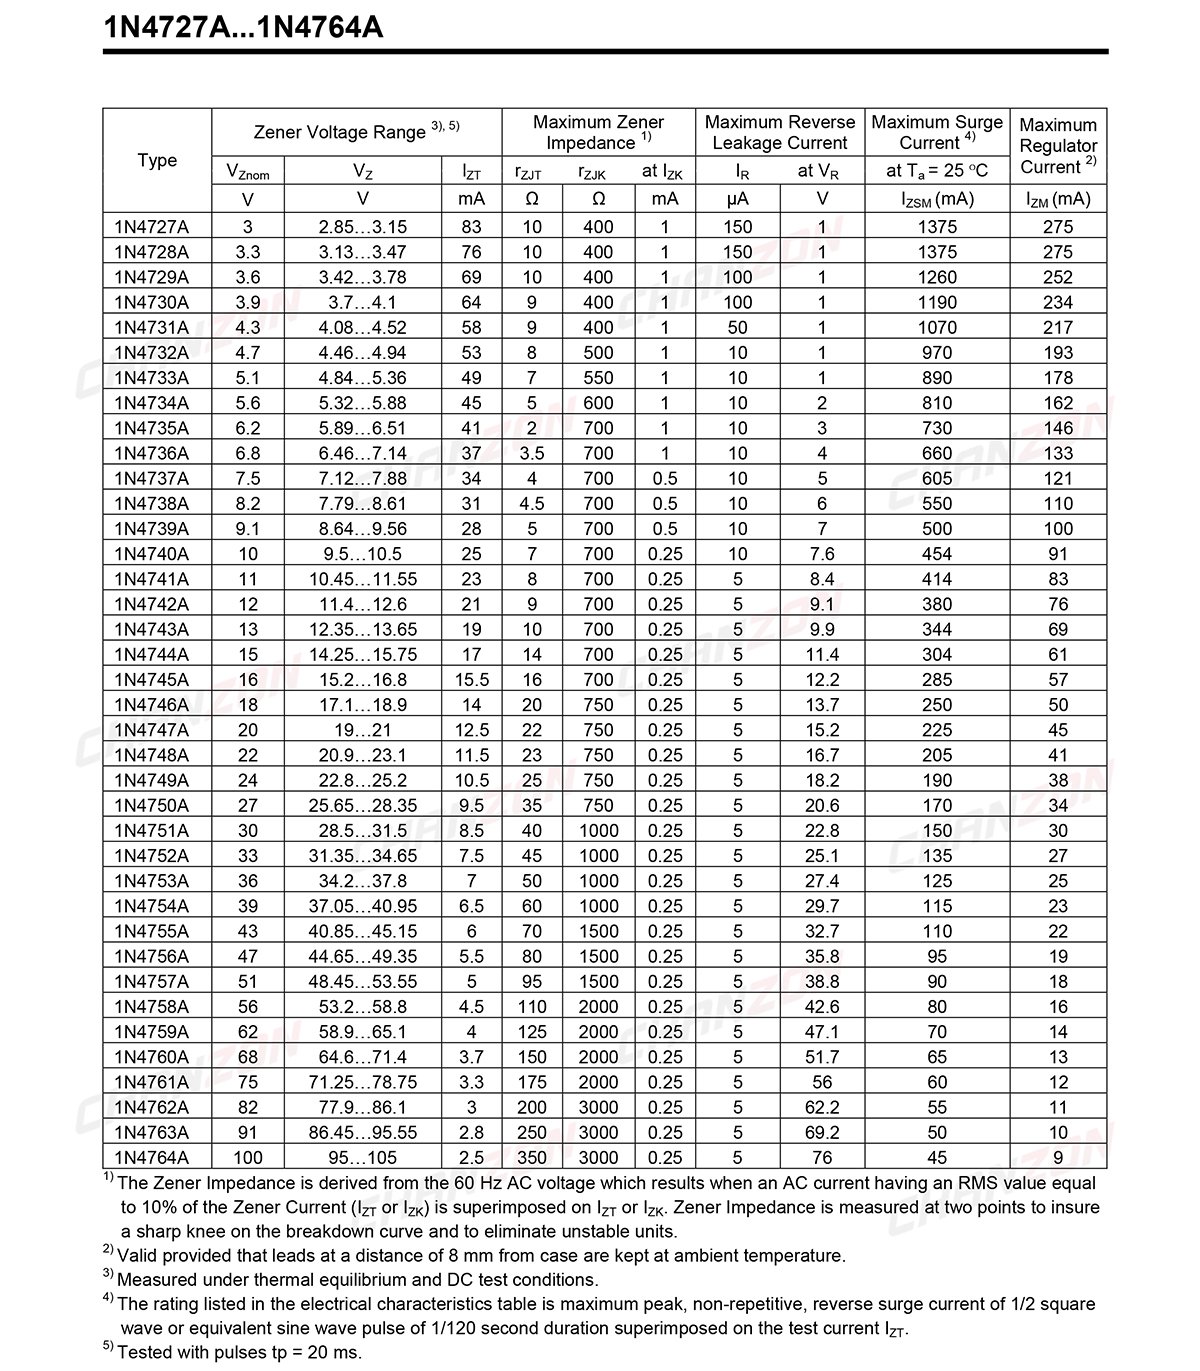 1N4727A...1N4764A
Type Zener Voltage Range 3), 5) Maximum Zener Impedance 1) Maximum Reverse Leakage Current Maximum Surge Current 4) Maximum Regulator Current 2)
VZnom VZ IZT rZJT rZJK at IZK IR at VR at Ta = 25 °C
V V mA Ω Ω mA µA V IZSM (mA) IZM (mA)
1N4727A 3 2.85…3.15 83 10 400 1 150 1 1375 275
1N4728A 3.3 3.13…3.47 76 10 400 1 150 1 1375 275
1N4729A 3.6 3.42…3.78 69 10 400 1 100 1 1260 252
1N4730A 3.9 3.7…4.1 64 9 400 1 100 1 1190 234
1N4731A 4.3 4.08…4.52 58 9 400 1 50 1 1070 217
1N4732A 4.7 4.46…4.94 53 8 500 1 10 1 970 193
1N4733A 5.1 4.84…5.36 49 7 550 1 10 1 890 178
1N4734A 5.6 5.32…5.88 45 5 600 1 10 2 810 162
1N4735A 6.2 5.89…6.51 41 2 700 1 10 3 730 146
1N4736A 6.8 6.46…7.14 37 3.5 700 1 10 4 660 133
1N4737A 7.5 7.12…7.88 34 4 700 0.5 10 5 605 121
1N4738A 8.2 7.79…8.61 31 4.5 700 0.5 10 6 550 110
1N4739A 9.1 8.64…9.56 28 5 700 0.5 10 7 500 100
1N4740A 10 9.5…10.5 25 7 700 0.25 10 7.6 454 91
1N4741A 11 10.45…11.55 23 8 700 0.25 5 8.4 414 83
1N4742A 12 11.4…12.6 21 9 700 0.25 5 9.1 380 76
1N4743A 13 12.35…13.65 19 10 700 0.25 5 9.9 344 69
1N4744A 15 14.25…15.75 17 14 700 0.25 5 11.4 304 61
1N4745A 16 15.2…16.8 15.5 16 700 0.25 5 12.2 285 57
1N4746A 18 17.1…18.9 14 20 750 0.25 5 13.7 250 50
1N4747A 20 19…21 12.5 22 750 0.25 5 15.2 225 45
1N4748A 22 20.9…23.1 11.5 23 750 0.25 5 16.7 205 41
1N4749A 24 22.8…25.2 10.5 25 750 0.25 5 18.2 190 38
1N4750A 27 25.65…28.35 9.5 35 750 0.25 5 20.6 170 34
1N4751A 30 28.5…31.5 8.5 40 1000 0.25 5 22.8 150 30
1N4752A 33 31.35…34.65 7.5 45 1000 0.25 5 25.1 135 27
1N4753A 36 34.2…37.8 7 50 1000 0.25 5 27.4 125 25
1N4754A 39 37.05…40.95 6.5 60 1000 0.25 5 29.7 115 23
1N4755A 43 40.85…45.15 6 70 1500 0.25 5 32.7 110 22
1N4756A 47 44.65…49.35 5.5 80 1500 0.25 5 35.8 95 19
1N4757A 51 48.45…53.55 5 95 1500 0.25 5 38.8 90 18
1N4758A 56 53.2…58.8 4.5 110 2000 0.25 5 42.6 80 16
1N4759A 62 58.9…65.1 4 125 2000 0.25 5 47.1 70 14
1N4760A 68 64.6…71.4 3.7 150 2000 0.25 5 51.7 65 13
1N4761A 75 71.25…78.75 3.3 175 2000 0.25 5 56 60 12
1N4762A 82 77.9…86.1 3 200 3000 0.25 5 62.2 55 11
1N4763A 91 86.45…95.55 2.8 250 3000 0.25 5 69.2 50 10
1N4764A 100 95…105 2.5 350 3000 0.25 5 76 45 9
1) The Zener Impedance is derived from the 60 Hz AC voltage which results when an AC current having an RMS value equal
to 10% of the Zener Current (IZT or IZK) is superimposed on IZT or IZK. Zener Impedance is measured at two points to insure
a sharp knee on the breakdown curve and to eliminate unstable units.
2) Valid provided that leads at a distance of 8 mm from case are kept at ambient temperature.
3) Measured under thermal equilibrium and DC test conditions.
4) The rating listed in the electrical characteristics table is maximum peak, non-repetitive, reverse surge current of 1/2 square
wave or equivalent sine wave pulse of 1/120 second duration superimposed on the test current IZT.
5) Tested with pulses tp = 20 ms.
CHANZON
CHANZON
CHANZON
CHANZON
CHANZON
CHANZON
CHANZON
CHANZON
CHANZON
CHANZON
CHANZON
CHANZON